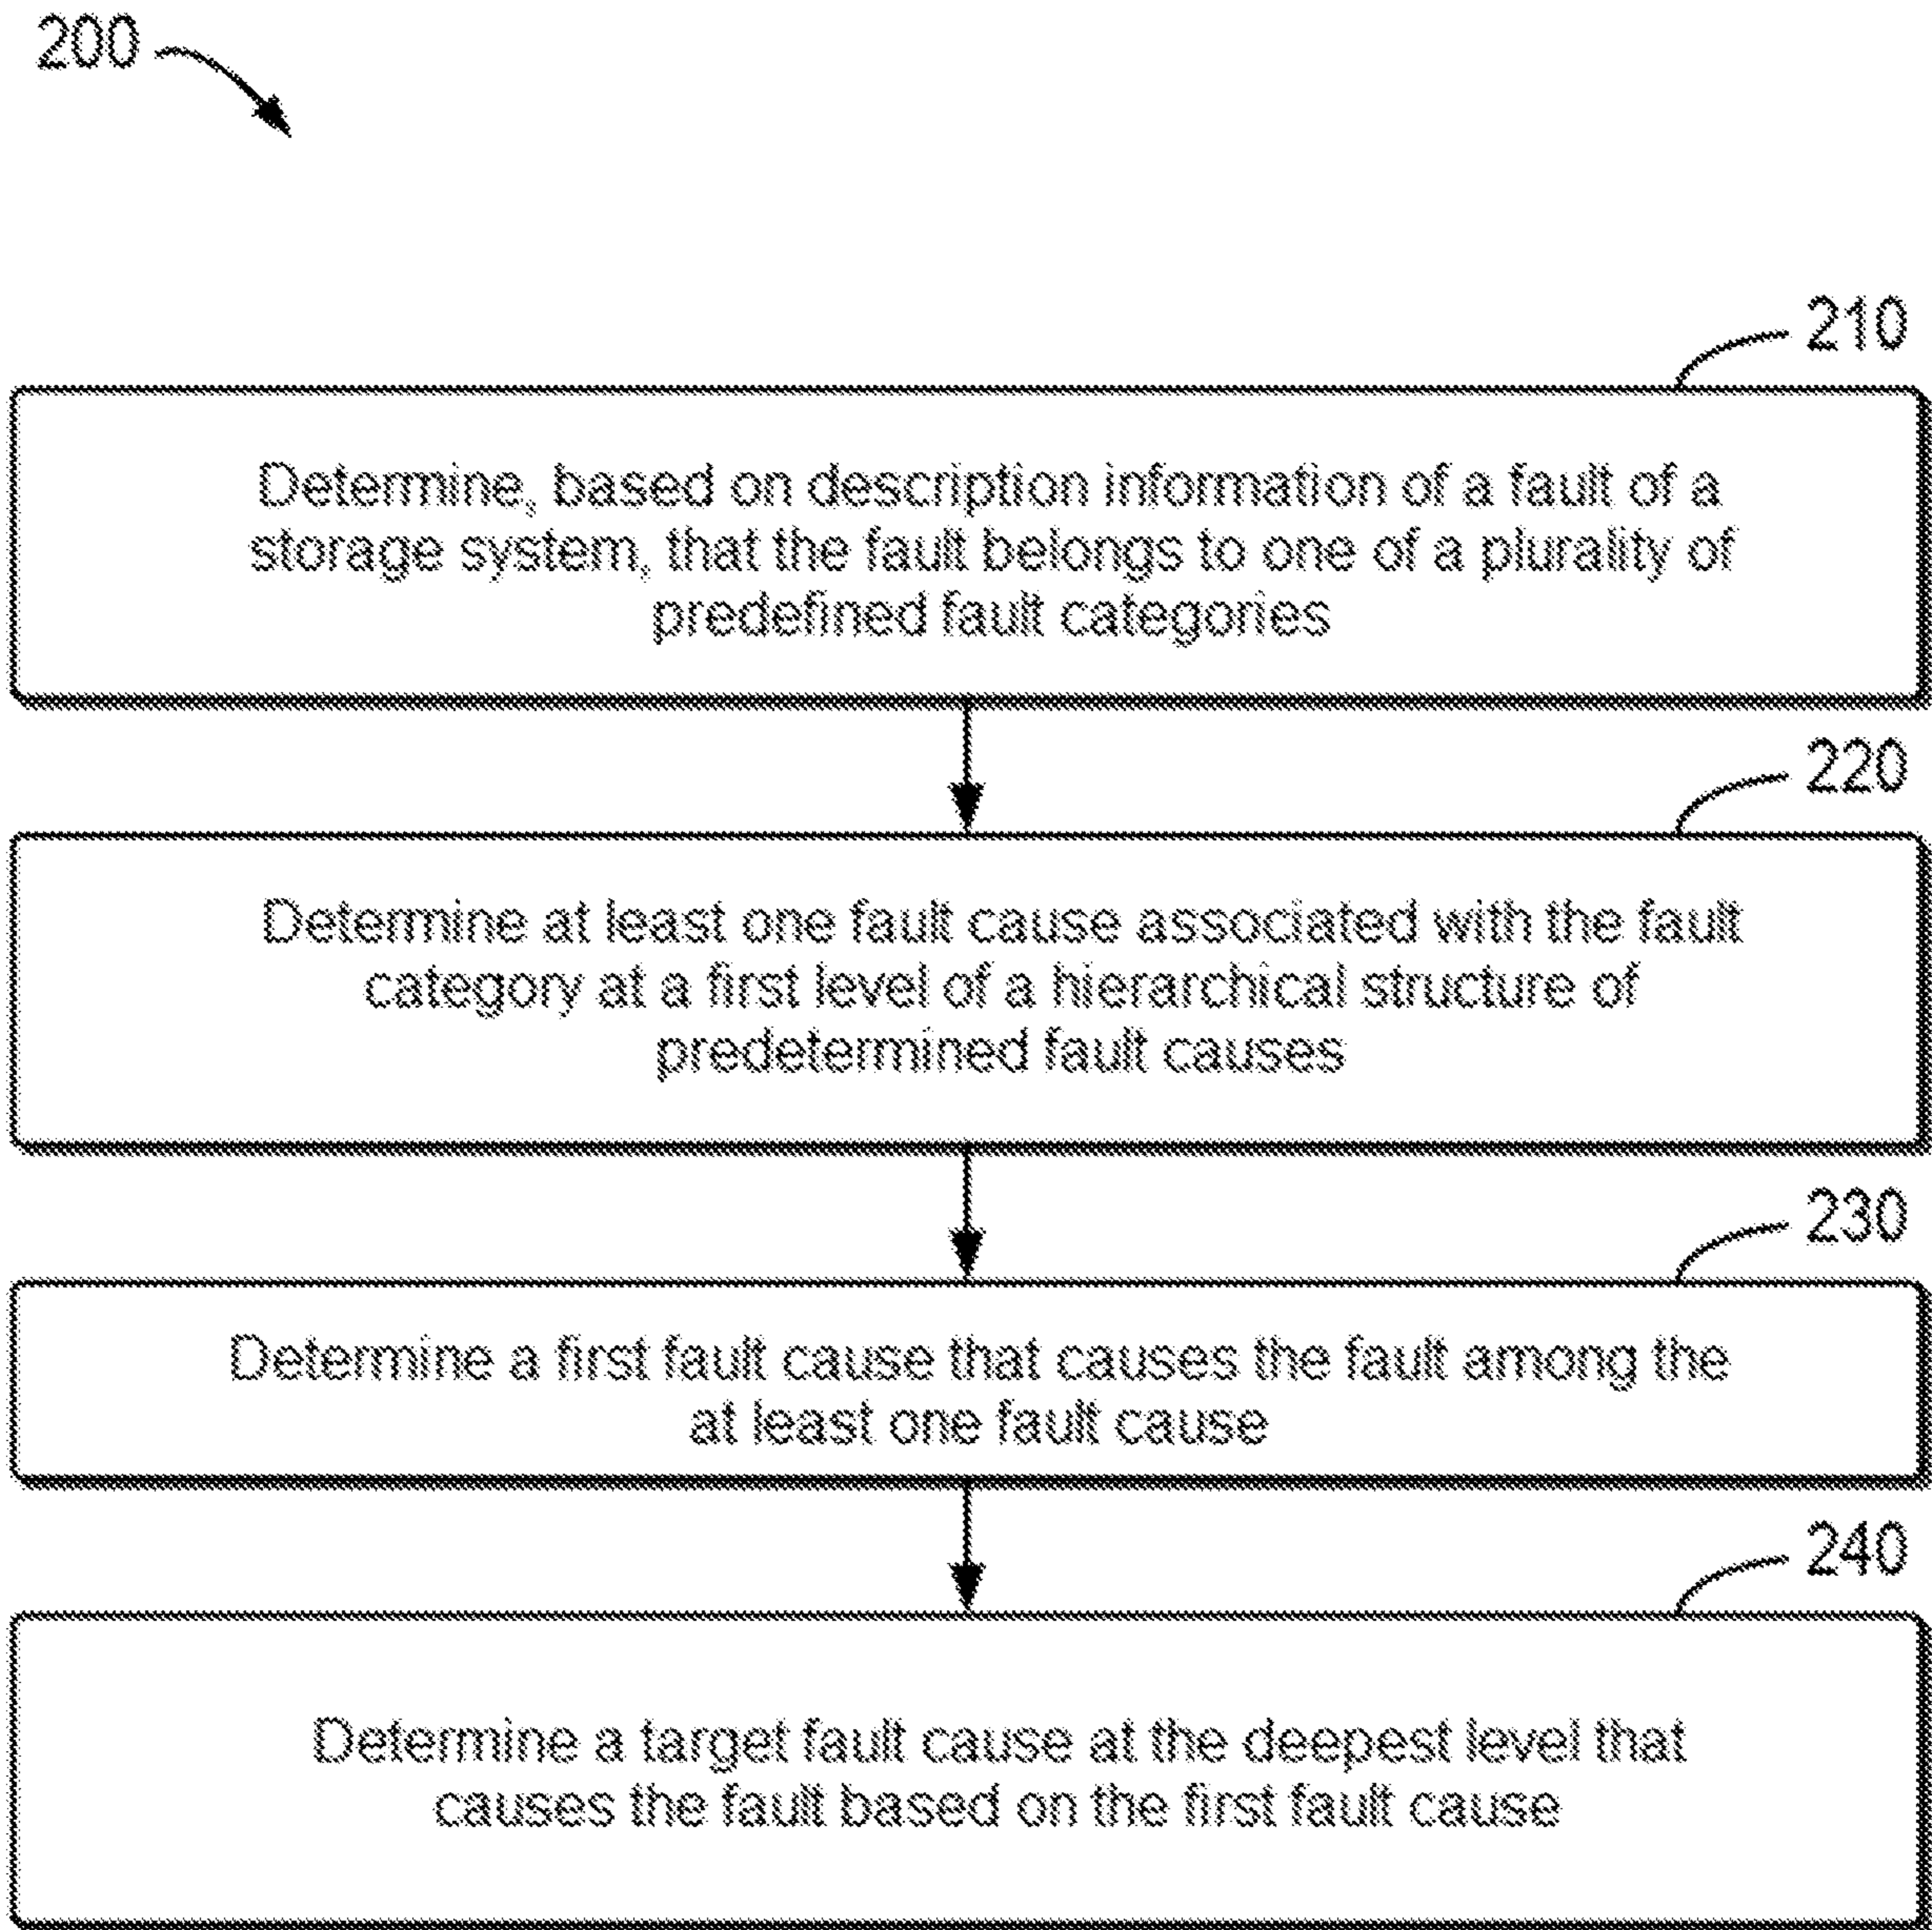 200
210
Determine, based on description information of a fault of a
storage system, that the fault belongs to one of a plurality of
predefined fault categories
220
Determine at least one fault cause associated with the fault
category at a first level of a hierarchical structure of
predetermined fault causes
230
Determine a first fault cause that causes the fault among the
at least one fault cause
240
Determine a target fault cause at the deepest level that
causes the fault based on the first fault cause